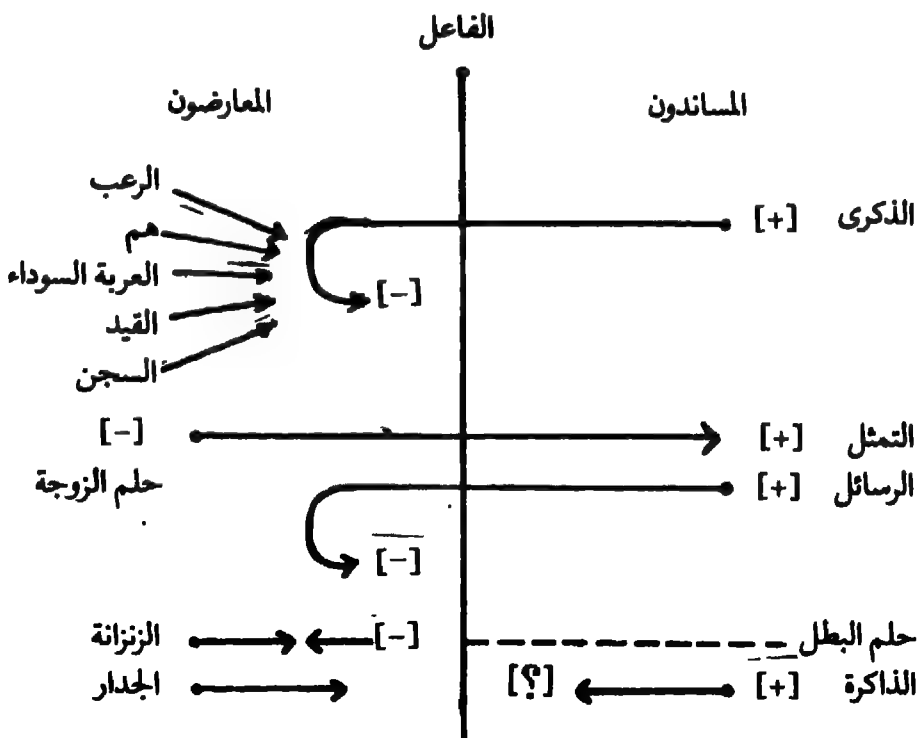 الفاعل
المساندون المعارضون
الرعب
الذكرى [+] هم
العربة السوداء
[-]
القيد
السجن
التمثل [+] [-]
الرسائل [+] حلم الزوجة
[-]
حلم البطل [-] الزنزانة
الذاكرة [+] [؟] الجدار